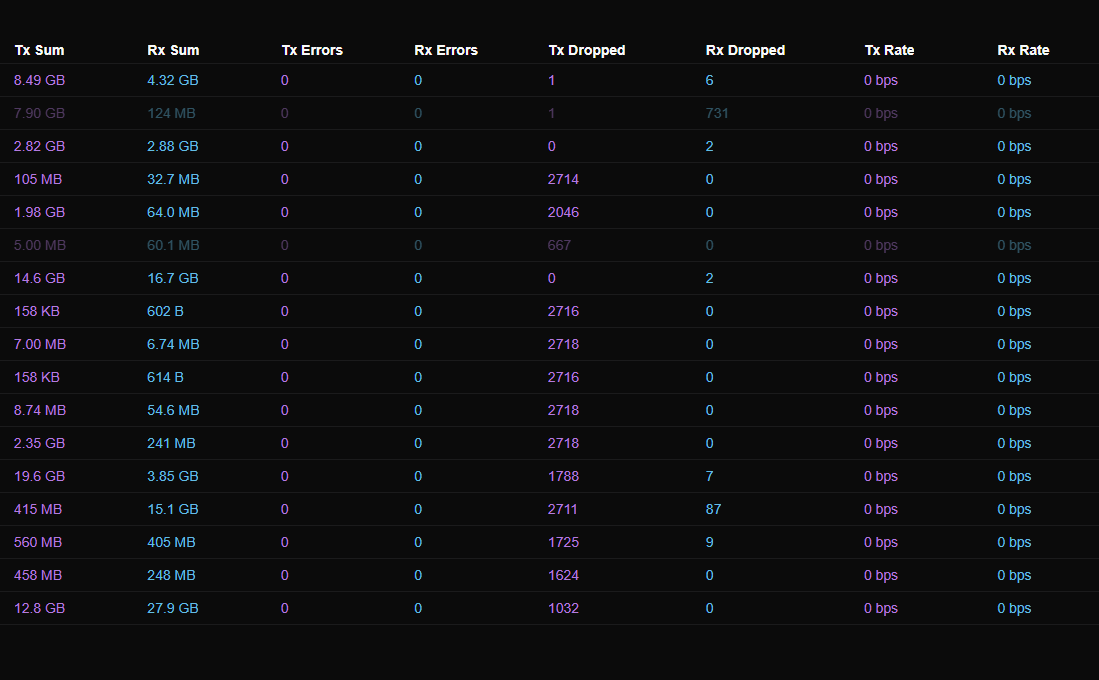 Tx Sum Rx Sum Tx Errors Rx Errors Tx Dropped Rx Dropped Tx Rate Rx Rate
8.49 GB 4.32 GB 0 0 1 6 0 bps 0 bps
7.90 GB 124 MB 0 0 1 731 0 bps 0 bps
2.82 GB 2.88 GB 0 0 0 2 0 bps 0 bps
105 MB 32.7 MB 0 0 2714 0 0 bps 0 bps
1.98 GB 64.0 MB 0 0 2046 0 0 bps 0 bps
5.00 MB 60.1 MB 0 0 667 0 0 bps 0 bps
14.6 GB 16.7 GB 0 0 0 2 0 bps 0 bps
158 KB 602 B 0 0 2716 0 0 bps 0 bps
7.00 MB 6.74 MB 0 0 2718 0 0 bps 0 bps
158 KB 614 B 0 0 2716 0 0 bps 0 bps
8.74 MB 54.6 MB 0 0 2718 0 0 bps 0 bps
2.35 GB 241 MB 0 0 2718 0 0 bps 0 bps
19.6 GB 3.85 GB 0 0 1788 7 0 bps 0 bps
415 MB 15.1 GB 0 0 2711 87 0 bps 0 bps
560 MB 405 MB 0 0 1725 9 0 bps 0 bps
458 MB 248 MB 0 0 1624 0 0 bps 0 bps
12.8 GB 27.9 GB 0 0 1032 0 0 bps 0 bps